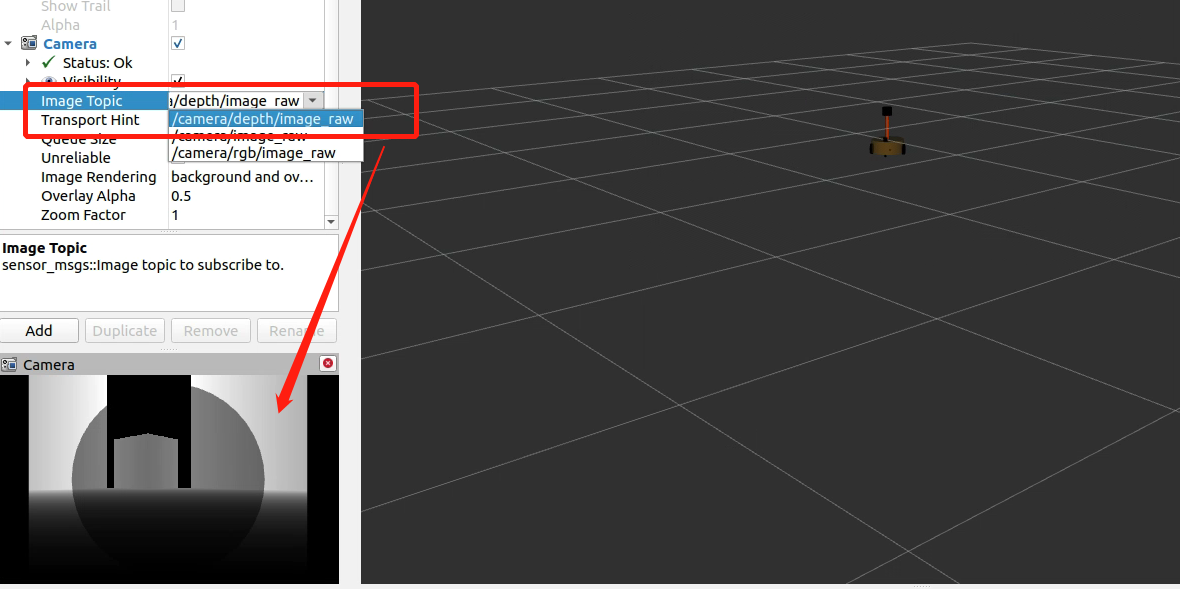 Show Trail
Alpha 1
Camera
Status: Ok
Visibility
Image Topic a/depth/image_raw
Transport Hint /camera/depth/image_raw
Queue Size /camera/image_raw
Unreliable /camera/rgb/image_raw
Image Rendering background and ov...
Overlay Alpha 0.5
Zoom Factor 1
Image Topic
sensor_msgs::Image topic to subscribe to.
Add Duplicate Remove Rename
Camera